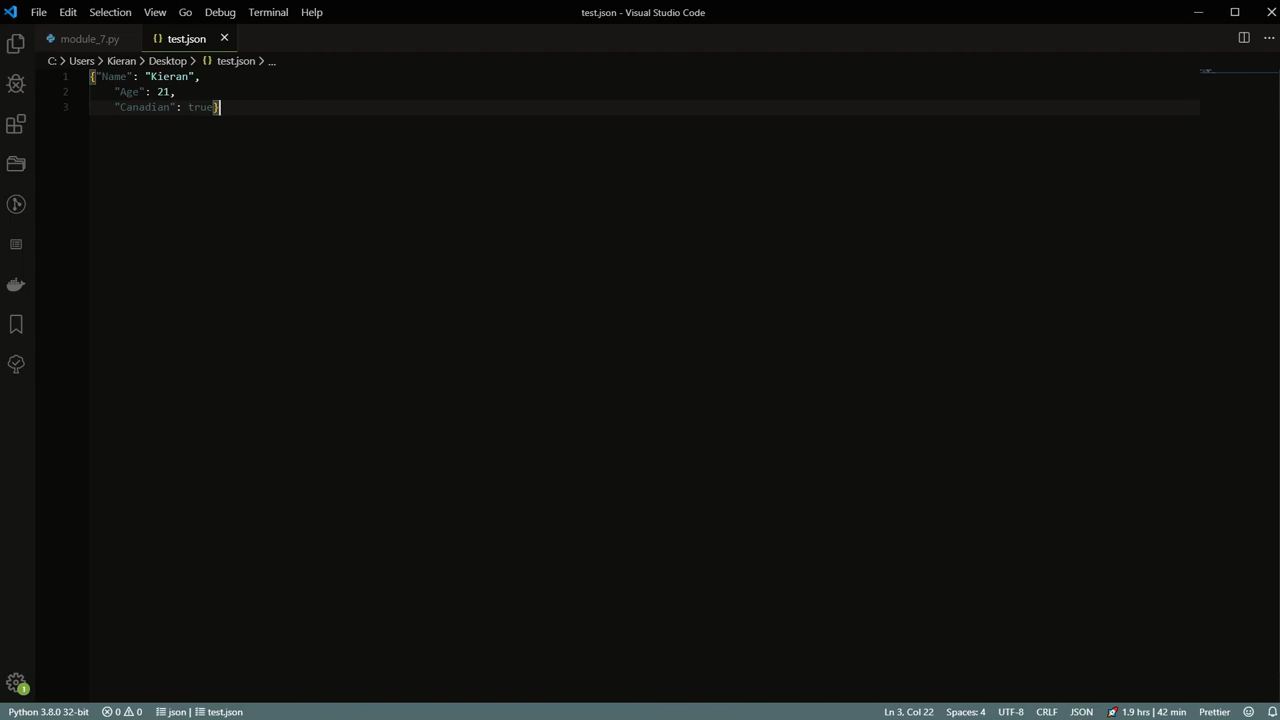 File Edit Selection View Go Debug Terminal Help test.json - Visual Studio Code
module_7.py {} test.json
C: > Users > Kieran > Desktop > {} test.json > ...
1 {"Name": "Kieran",
2 "Age": 21,
3 "Canadian": true}
1
Python 3.8.0 32-bit 0 0 json | test.json Ln 3, Col 22 Spaces: 4 UTF-8 CRLF JSON 1.9 hrs | 42 min Prettier